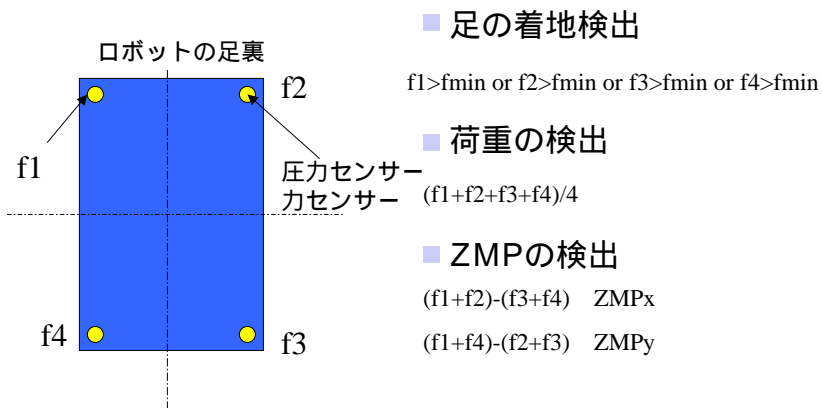 ロボットの足裏
f1
f2
圧力センサー
力センサー
f4
f3
足の着地検出
f1>fmin or f2>fmin or f3>fmin or f4>fmin
荷重の検出
(f1+f2+f3+f4)/4
ZMPの検出
(f1+f2)-(f3+f4) ZMPx
(f1+f4)-(f2+f3) ZMPy